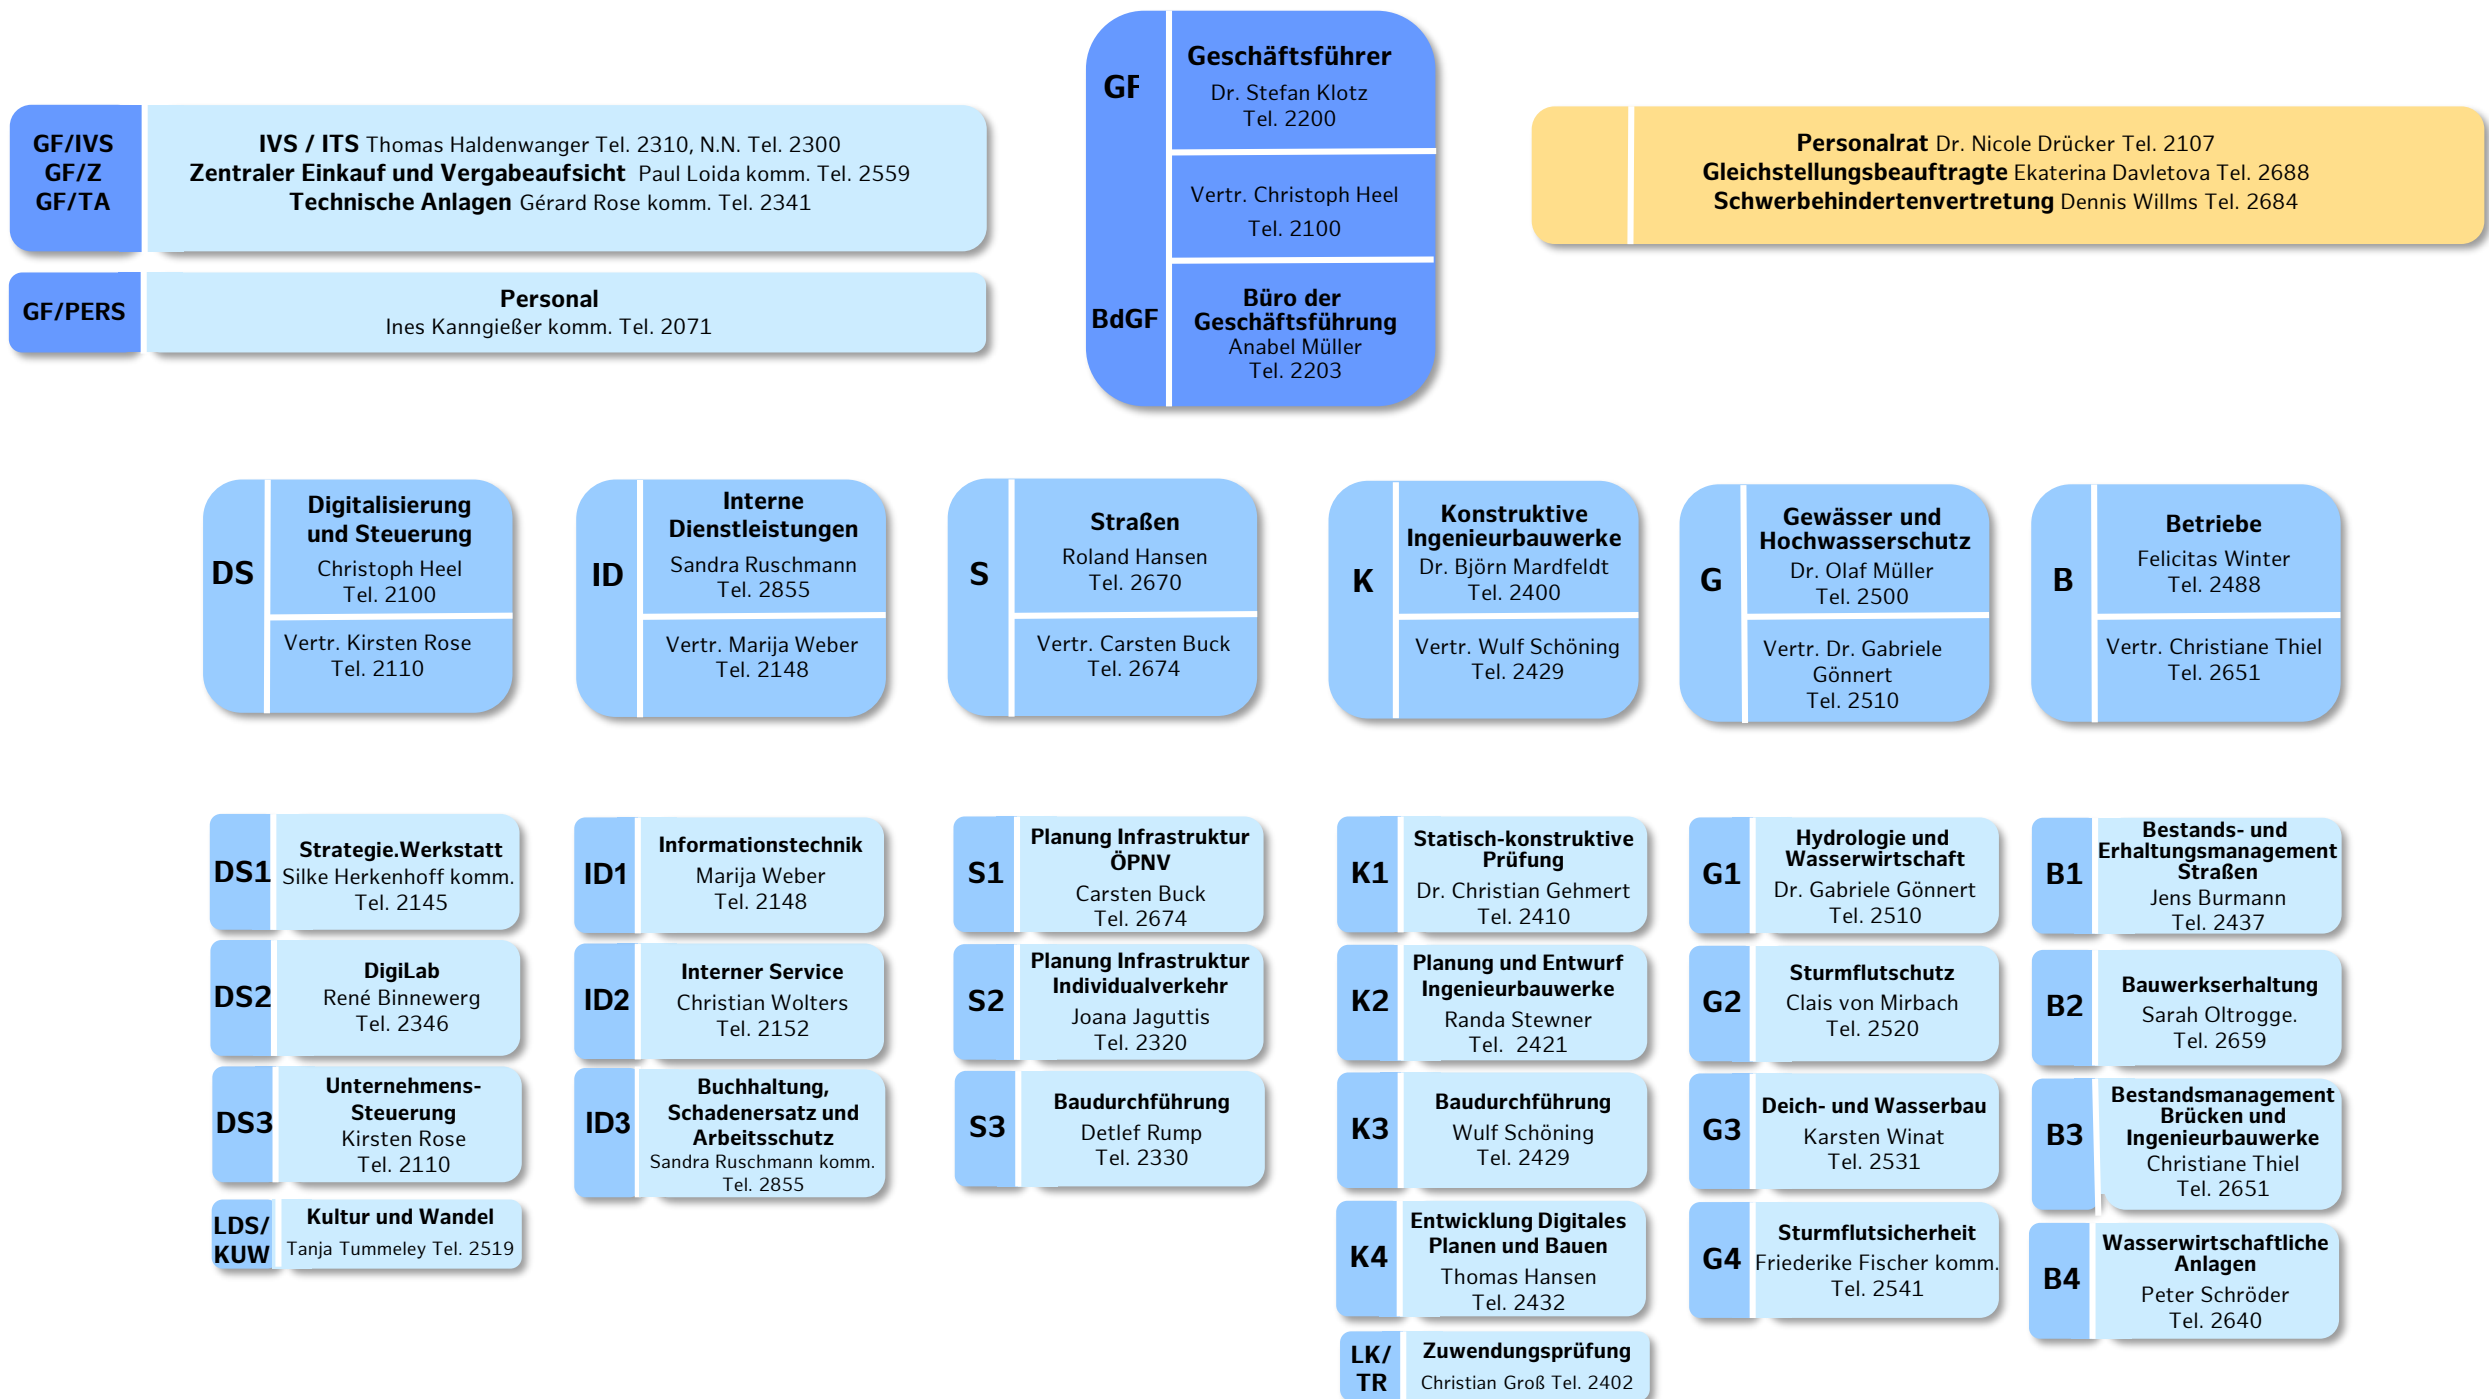 GF
Geschäftsführer
Dr. Stefan Klotz
Tel. 2200
Vertr. Christoph Heel
Tel. 2100
BdGF
Büro der
Geschäftsführung
Anabel Müller
Tel. 2203
GF/IVS
GF/Z
GF/TA
IVS / ITS Thomas Haldenwanger Tel. 2310, N.N. Tel. 2300
Zentraler Einkauf und Vergabeaufsicht Paul Loida komm. Tel. 2559
Technische Anlagen Gérard Rose komm. Tel. 2341
GF/PERS
Personal
Ines Kanngießer komm. Tel. 2071
Personalrat Dr. Nicole Drücker Tel. 2107
Gleichstellungsbeauftragte Ekaterina Davletova Tel. 2688
Schwerbehindertenvertretung Dennis Willms Tel. 2684
DS
Digitalisierung
und Steuerung
Christoph Heel
Tel. 2100
Vertr. Kirsten Rose
Tel. 2110
ID
Interne
Dienstleistungen
Sandra Ruschmann
Tel. 2855
Vertr. Marija Weber
Tel. 2148
S
Straßen
Roland Hansen
Tel. 2670
Vertr. Carsten Buck
Tel. 2674
K
Konstruktive
Ingenieurbauwerke
Dr. Björn Mardfeldt
Tel. 2400
Vertr. Wulf Schöning
Tel. 2429
G
Gewässer und
Hochwasserschutz
Dr. Olaf Müller
Tel. 2500
Vertr. Dr. Gabriele
Gönnert
Tel. 2510
B
Betriebe
Felicitas Winter
Tel. 2488
Vertr. Christiane Thiel
Tel. 2651
DS1
Strategie.Werkstatt
Silke Herkenhoff komm.
Tel. 2145
DS2
DigiLab
René Binnewerg
Tel. 2346
DS3
Unternehmens-
Steuerung
Kirsten Rose
Tel. 2110
LDS/
KUW
Kultur und Wandel
Tanja Tummeley Tel. 2519
ID1
Informationstechnik
Marija Weber
Tel. 2148
ID2
Interner Service
Christian Wolters
Tel. 2152
ID3
Buchhaltung,
Schadenersatz und
Arbeitsschutz
Sandra Ruschmann komm.
Tel. 2855
S1
Planung Infrastruktur
ÖPNV
Carsten Buck
Tel. 2674
S2
Planung Infrastruktur
Individualverkehr
Joana Jaguttis
Tel. 2320
S3
Baudurchführung
Detlef Rump
Tel. 2330
K1
Statisch-konstruktive
Prüfung
Dr. Christian Gehmert
Tel. 2410
K2
Planung und Entwurf
Ingenieurbauwerke
Randa Stewner
Tel. 2421
K3
Baudurchführung
Wulf Schöning
Tel. 2429
K4
Entwicklung Digitales
Planen und Bauen
Thomas Hansen
Tel. 2432
LK/
TR
Zuwendungsprüfung
Christian Groß Tel. 2402
G1
Hydrologie und
Wasserwirtschaft
Dr. Gabriele Gönnert
Tel. 2510
G2
Sturmflutschutz
Clais von Mirbach
Tel. 2520
G3
Deich- und Wasserbau
Karsten Winat
Tel. 2531
G4
Sturmflutsicherheit
Friederike Fischer komm.
Tel. 2541
B1
Bestands- und
Erhaltungsmanagement
Straßen
Jens Burmann
Tel. 2437
B2
Bauwerkserhaltung
Sarah Oltrogge.
Tel. 2659
B3
Bestandsmanagement
Brücken und
Ingenieurbauwerke
Christiane Thiel
Tel. 2651
B4
Wasserwirtschaftliche
Anlagen
Peter Schröder
Tel. 2640